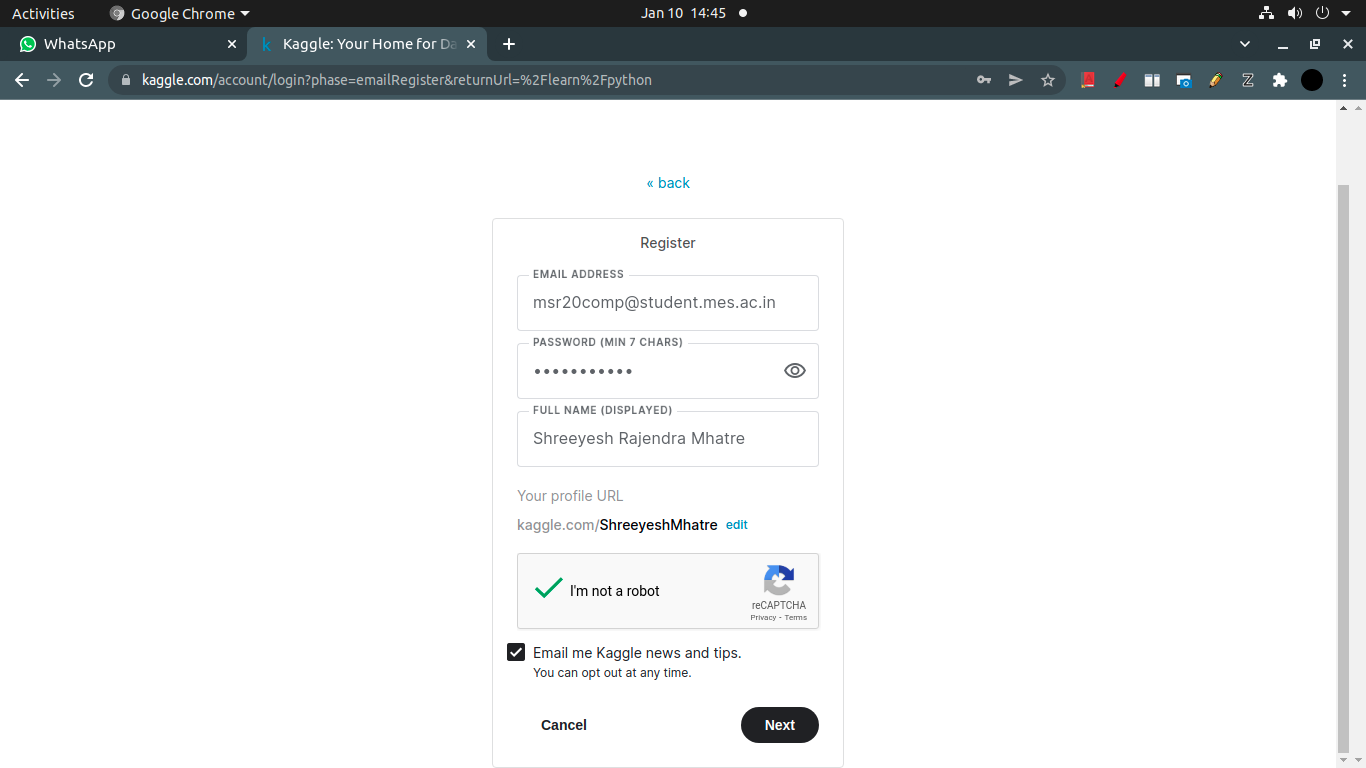 Activities Google Chrome Jan 10 14:45
WhatsApp Kaggle: Your Home for Da
kaggle.com/account/login?phase=emailRegister&returnUrl=%2Flearn%2Fpython
« back
Register
EMAIL ADDRESS
msr20comp@student.mes.ac.in
PASSWORD (MIN 7 CHARS)
•••••••••••
FULL NAME (DISPLAYED)
Shreeyesh Rajendra Mhatre
Your profile URL
kaggle.com/ShreeyeshMhatre edit
I'm not a robot
reCAPTCHA
Privacy - Terms
Email me Kaggle news and tips.
You can opt out at any time.
Cancel Next